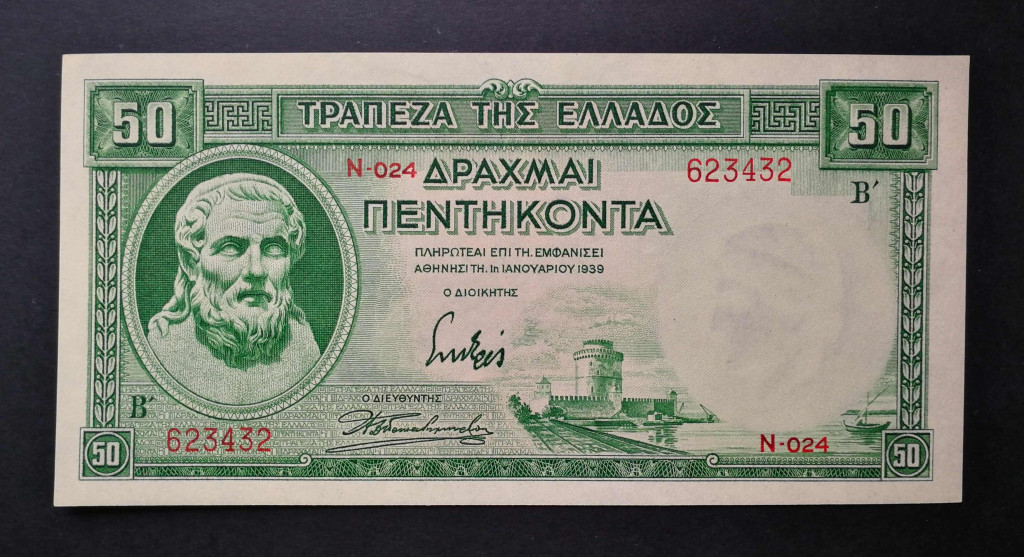 50 ΤΡΑΠΕΖΑ ΤΗΣ ΕΛΛΑΔΟΣ 50
N-024 ΔΡΑΧΜΑΙ 623432
Β΄
ΠΕΝΤΗΚΟΝΤΑ
ΠΛΗΡΩΤΕΑΙ ΕΠΙ ΤΗ. ΕΜΦΑΝΙΣΕΙ
ΑΘΗΝΗΣΙ ΤΗ. 1η ΙΑΝΟΥΑΡΙΟΥ 1939
Ο ΔΙΟΙΚΗΤΗΣ
Ο ΔΙΕΥΘΥΝΤΗΣ
Β΄
623432 N-024
50 50